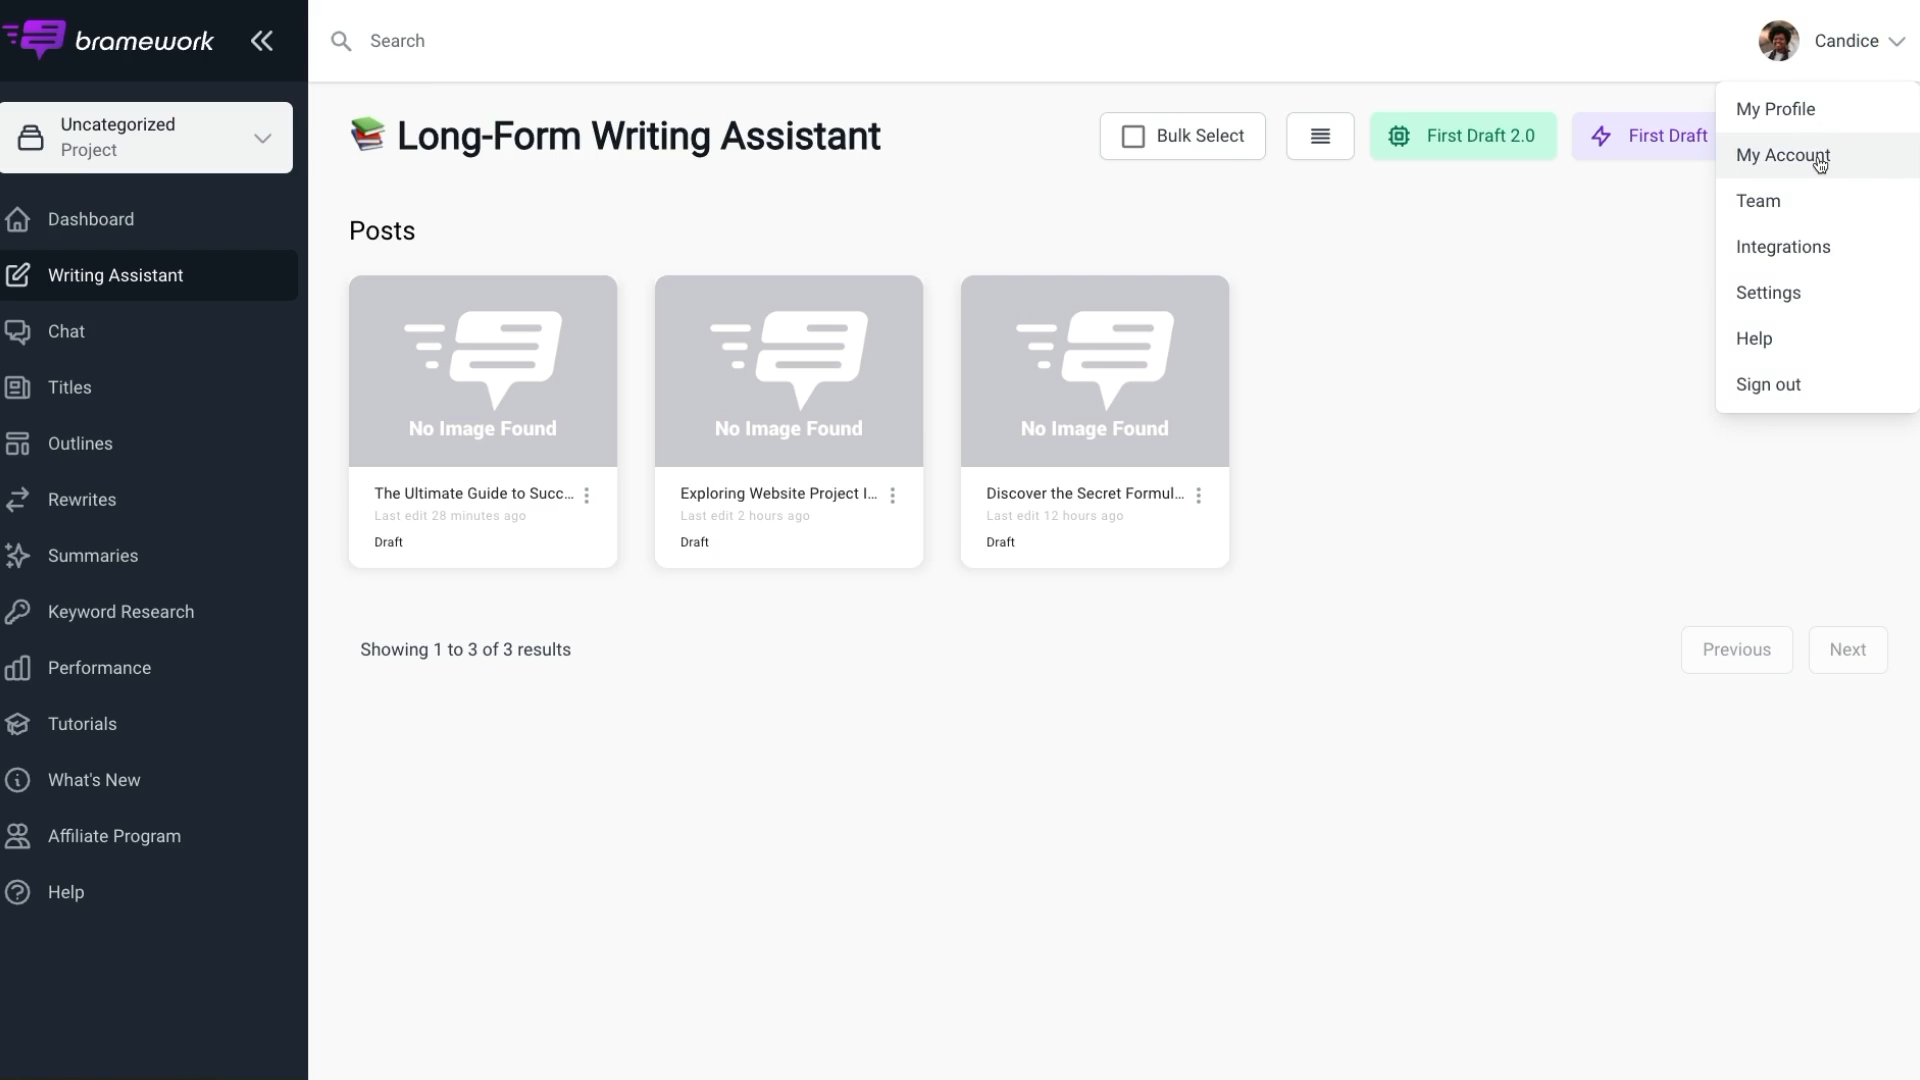 bramework
Search
Candice
Uncategorized
Project
Dashboard
Writing Assistant
Chat
Titles
Outlines
Rewrites
Summaries
Keyword Research
Performance
Tutorials
What's New
Affiliate Program
Help
Long-Form Writing Assistant
Bulk Select
First Draft 2.0
First Draft
My Profile
My Account
Team
Integrations
Settings
Help
Sign out
Posts
No Image Found
The Ultimate Guide to Succ...
Last edit 28 minutes ago
Draft
No Image Found
Exploring Website Project I...
Last edit 2 hours ago
Draft
No Image Found
Discover the Secret Formul...
Last edit 12 hours ago
Draft
Showing 1 to 3 of 3 results
Previous
Next